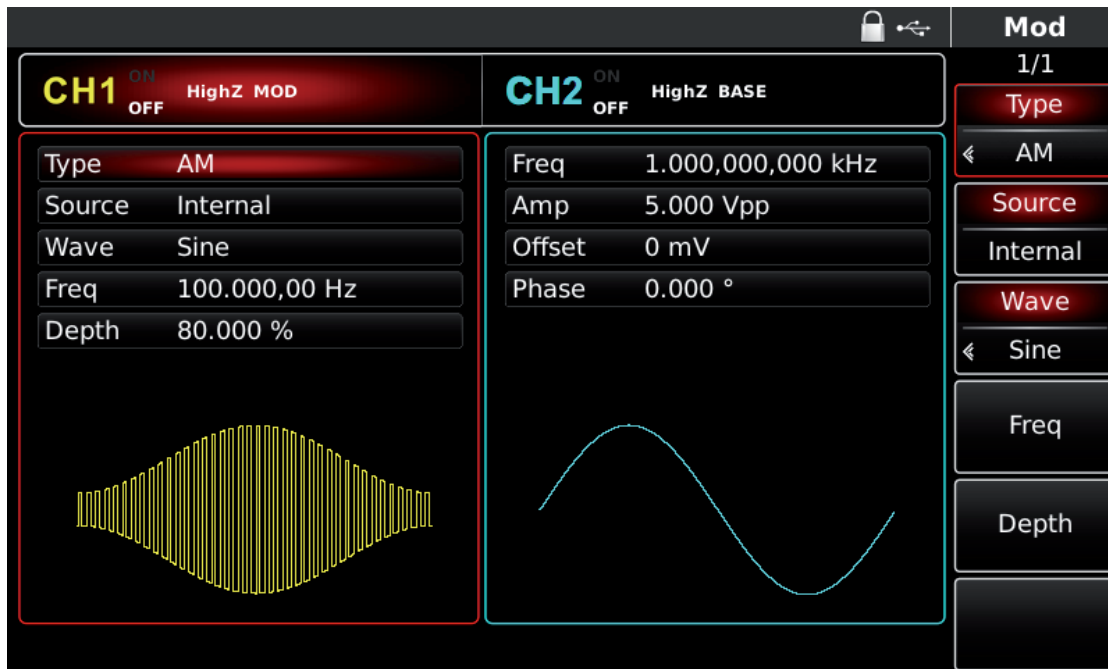 Mod
1/1
CH1 ON OFF HighZ MOD
CH2 ON OFF HighZ BASE
Type AM
Source Internal
Wave Sine
Freq 100.000,00 Hz
Depth 80.000 %
Freq 1.000,000,000 kHz
Amp 5.000 Vpp
Offset 0 mV
Phase 0.000 °
Type
AM
Source
Internal
Wave
Sine
Freq
Depth